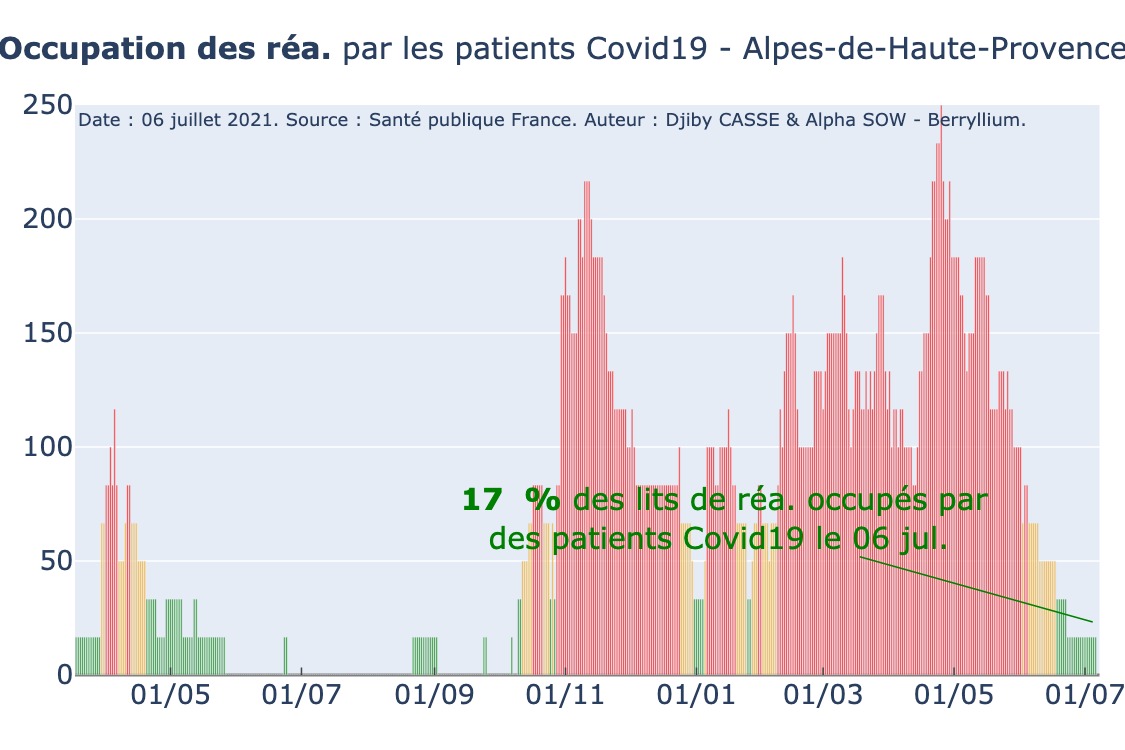 Occupation des réa. par les patients Covid19 - Alpes-de-Haute-Provence
250
Date : 06 juillet 2021. Source : Santé publique France. Auteur : Djiby CASSE & Alpha SOW - Berryllium.
200
150
100
17 % des lits de réa. occupés par
des patients Covid19 le 06 jul.
50
0
01/05 01/07 01/09 01/11 01/01 01/03 01/05 01/07